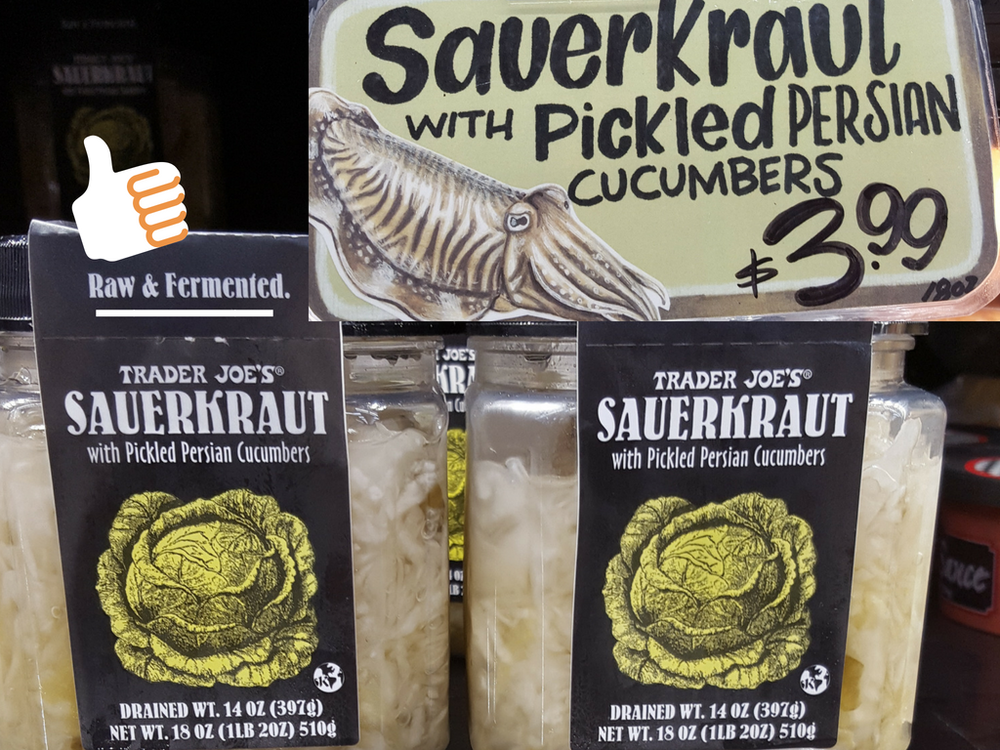 Sauerkraut
WITH Pickled PERSIAN
CUCUMBERS
$3.99
18oz
Raw & Fermented.
TRADER JOE'S®
SAUERKRAUT
with Pickled Persian Cucumbers
K
DRAINED WT. 14 OZ (397g)
NET WT. 18 OZ (1LB 2OZ) 510g
TRADER JOE'S®
SAUERKRAUT
with Pickled Persian Cucumbers
K
DRAINED WT. 14 OZ (397g)
NET WT. 18 OZ (1LB 2OZ) 510g
JOE'S